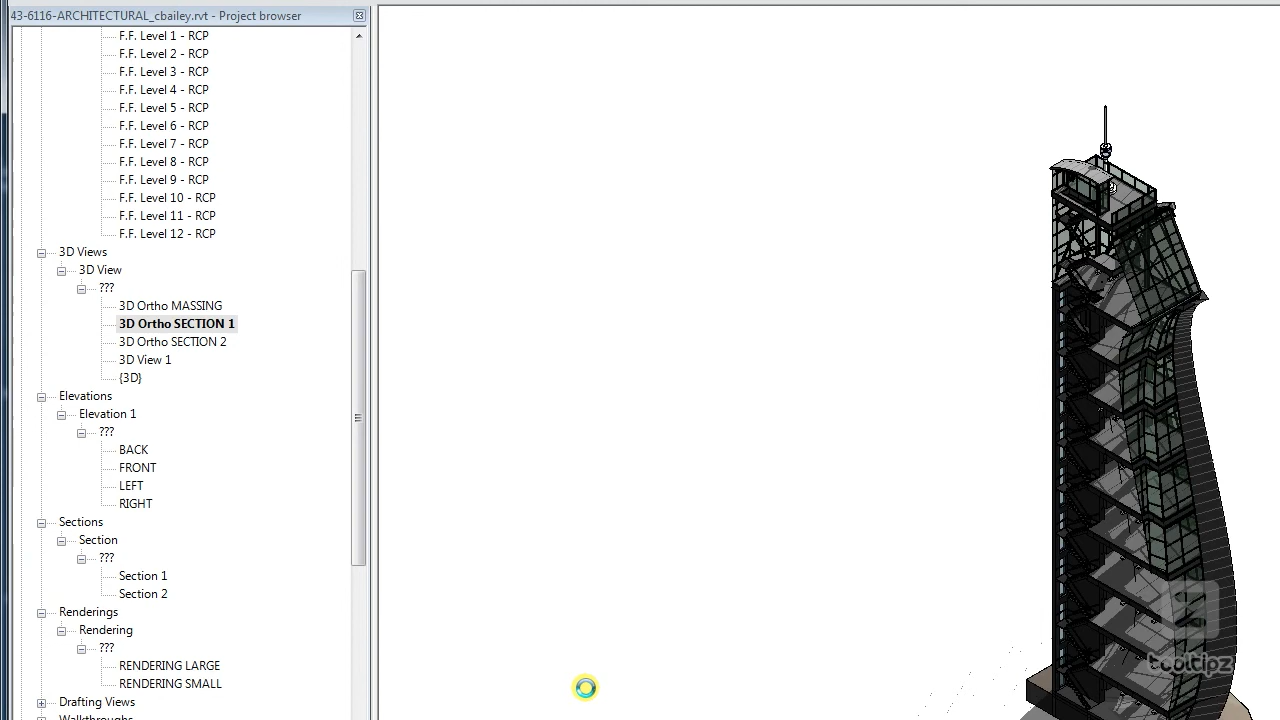 43-6116-ARCHITECTURAL_cbailey.rvt - Project browser
F.F. Level 1 - RCP
F.F. Level 2 - RCP
F.F. Level 3 - RCP
F.F. Level 4 - RCP
F.F. Level 5 - RCP
F.F. Level 6 - RCP
F.F. Level 7 - RCP
F.F. Level 8 - RCP
F.F. Level 9 - RCP
F.F. Level 10 - RCP
F.F. Level 11 - RCP
F.F. Level 12 - RCP
3D Views
3D View
???
3D Ortho MASSING
3D Ortho SECTION 1
3D Ortho SECTION 2
3D View 1
{3D}
Elevations
Elevation 1
???
BACK
FRONT
LEFT
RIGHT
Sections
Section
???
Section 1
Section 2
Renderings
Rendering
???
RENDERING LARGE
RENDERING SMALL
Drafting Views
Walkthroughs
tooltipz